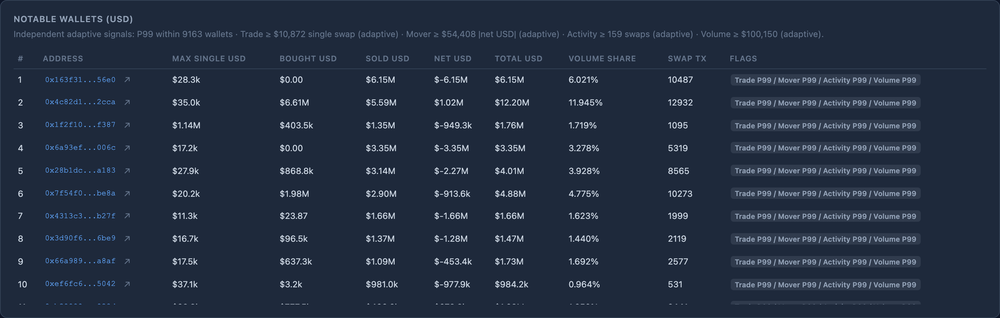 NOTABLE WALLETS (USD)
Independent adaptive signals: P99 within 9163 wallets · Trade ≥ $10,872 single swap (adaptive) · Mover ≥ $54,408 |net USD| (adaptive) · Activity ≥ 159 swaps (adaptive) · Volume ≥ $100,150 (adaptive).
# ADDRESS MAX SINGLE USD BOUGHT USD SOLD USD NET USD TOTAL USD VOLUME SHARE SWAP TX FLAGS
1 0x163f31...56e0 ↗ $28.3k $0.00 $6.15M $-6.15M $6.15M 6.021% 10487 Trade P99 / Mover P99 / Activity P99 / Volume P99
2 0x4c82d1...2cca ↗ $35.0k $6.61M $5.59M $1.02M $12.20M 11.945% 12932 Trade P99 / Mover P99 / Activity P99 / Volume P99
3 0x1f2f10...f387 ↗ $1.14M $403.5k $1.35M $-949.3k $1.76M 1.719% 1095 Trade P99 / Mover P99 / Activity P99 / Volume P99
4 0x6a93ef...006c ↗ $17.2k $0.00 $3.35M $-3.35M $3.35M 3.278% 5319 Trade P99 / Mover P99 / Activity P99 / Volume P99
5 0x28b1dc...a183 ↗ $27.9k $868.8k $3.14M $-2.27M $4.01M 3.928% 8565 Trade P99 / Mover P99 / Activity P99 / Volume P99
6 0x7f54f0...be8a ↗ $20.2k $1.98M $2.90M $-913.6k $4.88M 4.775% 10273 Trade P99 / Mover P99 / Activity P99 / Volume P99
7 0x4313c3...b27f ↗ $11.3k $23.87 $1.66M $-1.66M $1.66M 1.623% 1999 Trade P99 / Mover P99 / Activity P99 / Volume P99
8 0x3d90f6...6be9 ↗ $16.7k $96.5k $1.37M $-1.28M $1.47M 1.440% 2119 Trade P99 / Mover P99 / Activity P99 / Volume P99
9 0x66a989...a8af ↗ $17.5k $637.3k $1.09M $-453.4k $1.73M 1.692% 2577 Trade P99 / Mover P99 / Activity P99 / Volume P99
10 0xef6fc6...5042 ↗ $37.1k $3.2k $981.0k $-977.9k $984.2k 0.964% 531 Trade P99 / Mover P99 / Activity P99 / Volume P99